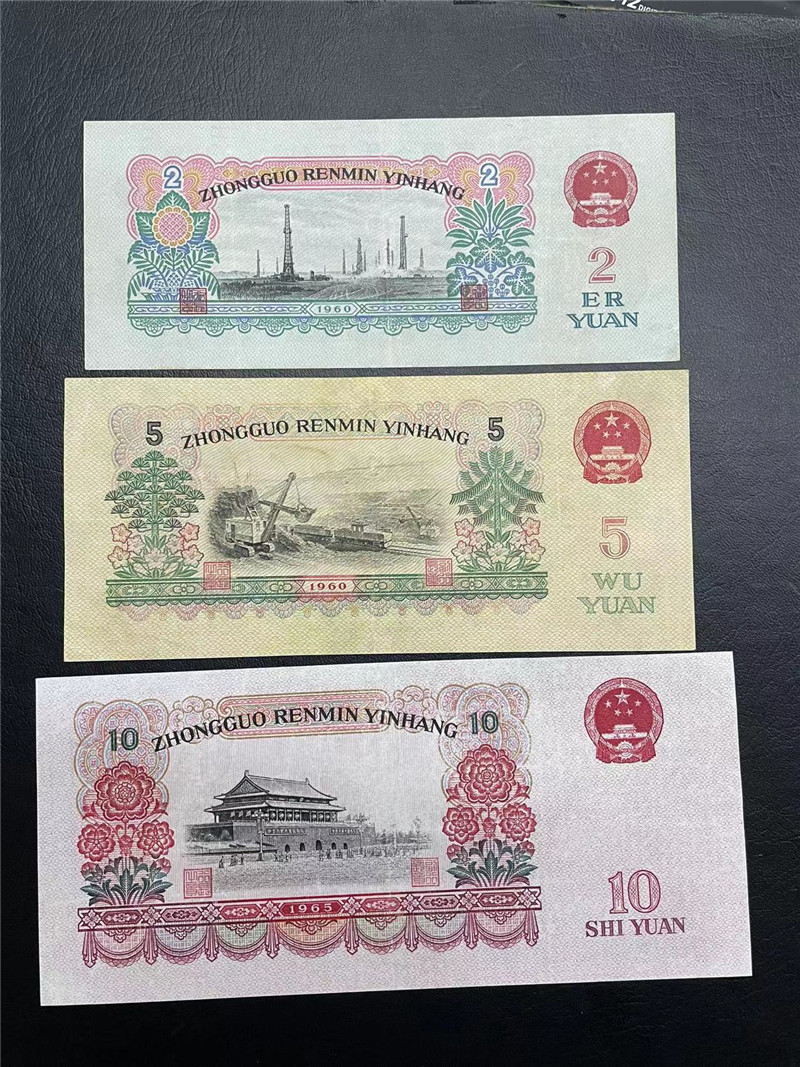 2 ZHONGGUO RENMIN YINHANG 2
1960
2
ER
YUAN
5 ZHONGGUO RENMIN YINHANG 5
1960
5
WU
YUAN
10 ZHONGGUO RENMIN YINHANG 10
1965
10
SHI YUAN